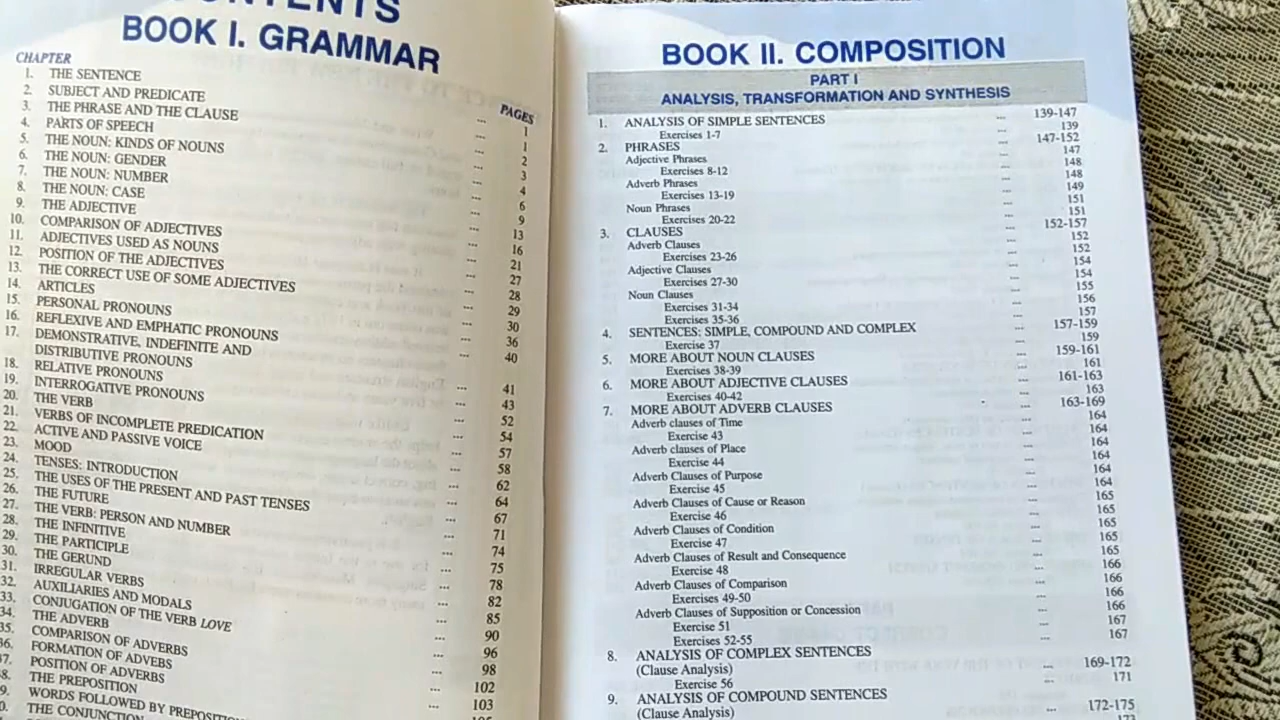 CONTENTS
BOOK I. GRAMMAR
CHAPTER
PAGES
1. THE SENTENCE ... 1
2. SUBJECT AND PREDICATE ... 1
3. THE PHRASE AND THE CLAUSE ... 2
4. PARTS OF SPEECH ... 3
5. THE NOUN: KINDS OF NOUNS ... 4
6. THE NOUN: GENDER ... 6
7. THE NOUN: NUMBER ... 9
8. THE NOUN: CASE ... 13
9. THE ADJECTIVE ... 16
10. COMPARISON OF ADJECTIVES ... 21
11. ADJECTIVES USED AS NOUNS ... 27
12. POSITION OF THE ADJECTIVES ... 28
13. THE CORRECT USE OF SOME ADJECTIVES ... 29
14. ARTICLES ... 30
15. PERSONAL PRONOUNS ... 36
16. REFLEXIVE AND EMPHATIC PRONOUNS ... 40
17. DEMONSTRATIVE, INDEFINITE AND
DISTRIBUTIVE PRONOUNS ... 41
18. RELATIVE PRONOUNS ... 43
19. INTERROGATIVE PRONOUNS ... 52
20. THE VERB ... 54
21. VERBS OF INCOMPLETE PREDICATION ... 57
22. ACTIVE AND PASSIVE VOICE ... 58
23. MOOD ... 62
24. TENSES: INTRODUCTION ... 64
25. THE USES OF THE PRESENT AND PAST TENSES ... 67
26. THE FUTURE ... 71
27. THE VERB: PERSON AND NUMBER ... 74
28. THE INFINITIVE ... 75
29. THE PARTICIPLE ... 78
30. THE GERUND ... 82
31. IRREGULAR VERBS ... 85
32. AUXILIARIES AND MODALS ... 90
33. CONJUGATION OF THE VERB LOVE ... 96
34. THE ADVERB ... 98
35. COMPARISON OF ADVERBS ... 102
36. FORMATION OF ADVEBS ... 103
37. POSITION OF ADVERBS
38. THE PREPOSITION
39. WORDS FOLLOWED BY
THE CONJUNCTION
BOOK II. COMPOSITION
PART I
ANALYSIS, TRANSFORMATION AND SYNTHESIS
1. ANALYSIS OF SIMPLE SENTENCES ... 139-147
Exercises 1-7 139
2. PHRASES ... 147-152
Adjective Phrases ... 147
Exercises 8-12 ... 148
Adverb Phrases ... 148
Exercises 13-19 ... 149
Noun Phrases ... 151
Exercises 20-22 ... 151
3. CLAUSES ... 152-157
Adverb Clauses ... 152
Exercises 23-26 ... 152
Adjective Clauses ... 154
Exercises 27-30 ... 154
Noun Clauses ... 155
Exercises 31-34 ... 156
Exercises 35-36 ... 157
4. SENTENCES: SIMPLE, COMPOUND AND COMPLEX ... 157-159
Exercise 37 ... 159
5. MORE ABOUT NOUN CLAUSES ... 159-161
Exercises 38-39 ... 161
6. MORE ABOUT ADJECTIVE CLAUSES ... 161-163
Exercises 40-42 ... 163
7. MORE ABOUT ADVERB CLAUSES ... 163-169
Adverb clauses of Time ... 164
Exercise 43 ... 164
Adverb clauses of Place ... 164
Exercise 44 ... 164
Adverb Clauses of Purpose ... 164
Exercise 45 ... 164
Adverb Clauses of Cause or Reason ... 165
Exercise 46 ... 165
Adverb Clauses of Condition ... 165
Exercise 47 ... 165
Adverb Clauses of Result and Consequence ... 165
Exercise 48 ... 166
Adverb Clauses of Comparison ... 166
Exercises 49-50 ... 166
Adverb Clauses of Supposition or Concession ... 166
Exercise 51 ... 167
Exercises 52-55 ... 167
8. ANALYSIS OF COMPLEX SENTENCES
(Clause Analysis) ... 169-172
Exercise 56 ... 171
9. ANALYSIS OF COMPOUND SENTENCES
(Clause Analysis) ... 172-175